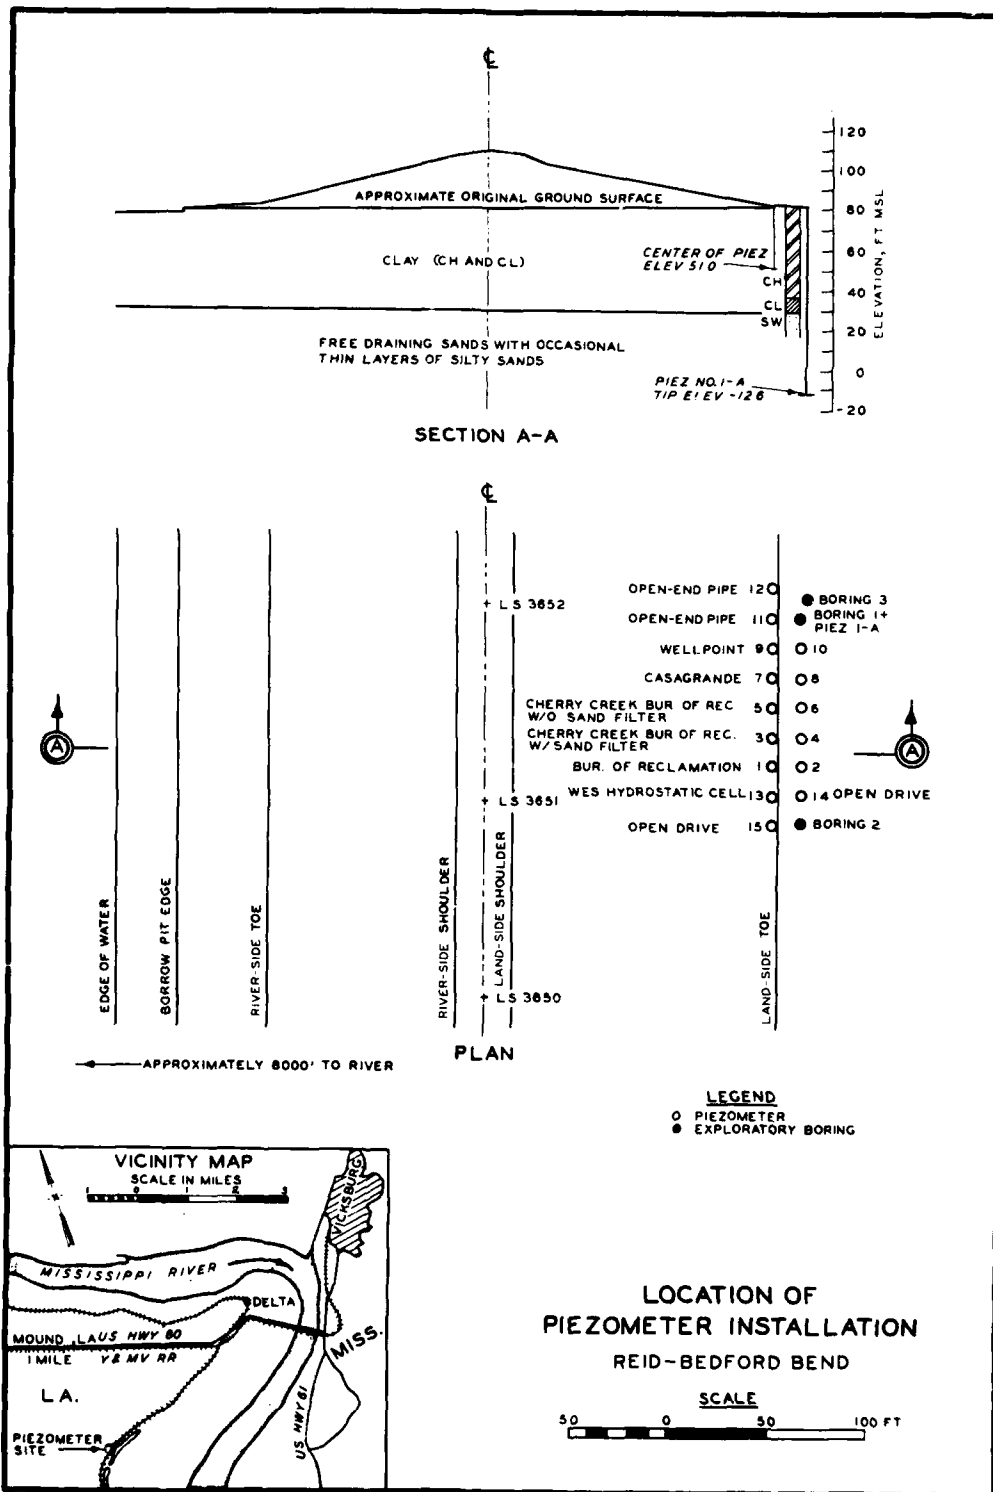 ℄
120
100
80
60
40
20
0
-20
ELEVATION, FT MSL
APPROXIMATE ORIGINAL GROUND SURFACE
CLAY (CH AND CL)
CENTER OF PIEZ
ELEV 51 0
CH
CL
SW
FREE DRAINING SANDS WITH OCCASIONAL
THIN LAYERS OF SILTY SANDS
PIEZ NO. 1-A
TIP ELEV -12 6
SECTION A-A
℄
OPEN-END PIPE 12
BORING 3
LS 3652
OPEN-END PIPE 11
BORING 1+
PIEZ 1-A
WELLPOINT 9
10
CASAGRANDE 7
8
CHERRY CREEK BUR OF REC
W/O SAND FILTER
5
6
CHERRY CREEK BUR OF REC.
W/ SAND FILTER
3
4
A
A
BUR. OF RECLAMATION 1
2
WES HYDROSTATIC CELL 13
14 OPEN DRIVE
LS 3651
OPEN DRIVE 15
BORING 2
EDGE OF WATER
BORROW PIT EDGE
RIVER-SIDE TOE
RIVER-SIDE SHOULDER
LAND-SIDE SHOULDER
LAND-SIDE TOE
LS 3650
PLAN
APPROXIMATELY 8000' TO RIVER
LEGEND
PIEZOMETER
EXPLORATORY BORING
VICINITY MAP
SCALE IN MILES
1 0 1 2 3
VICKSBURG
MISSISSIPPI RIVER
DELTA
MOUND, LA US HWY 80
1 MILE Y & MV RR
MISS.
LA.
US HWY 61
PIEZOMETER
SITE
LOCATION OF
PIEZOMETER INSTALLATION
REID-BEDFORD BEND
SCALE
50 0 50 100 FT